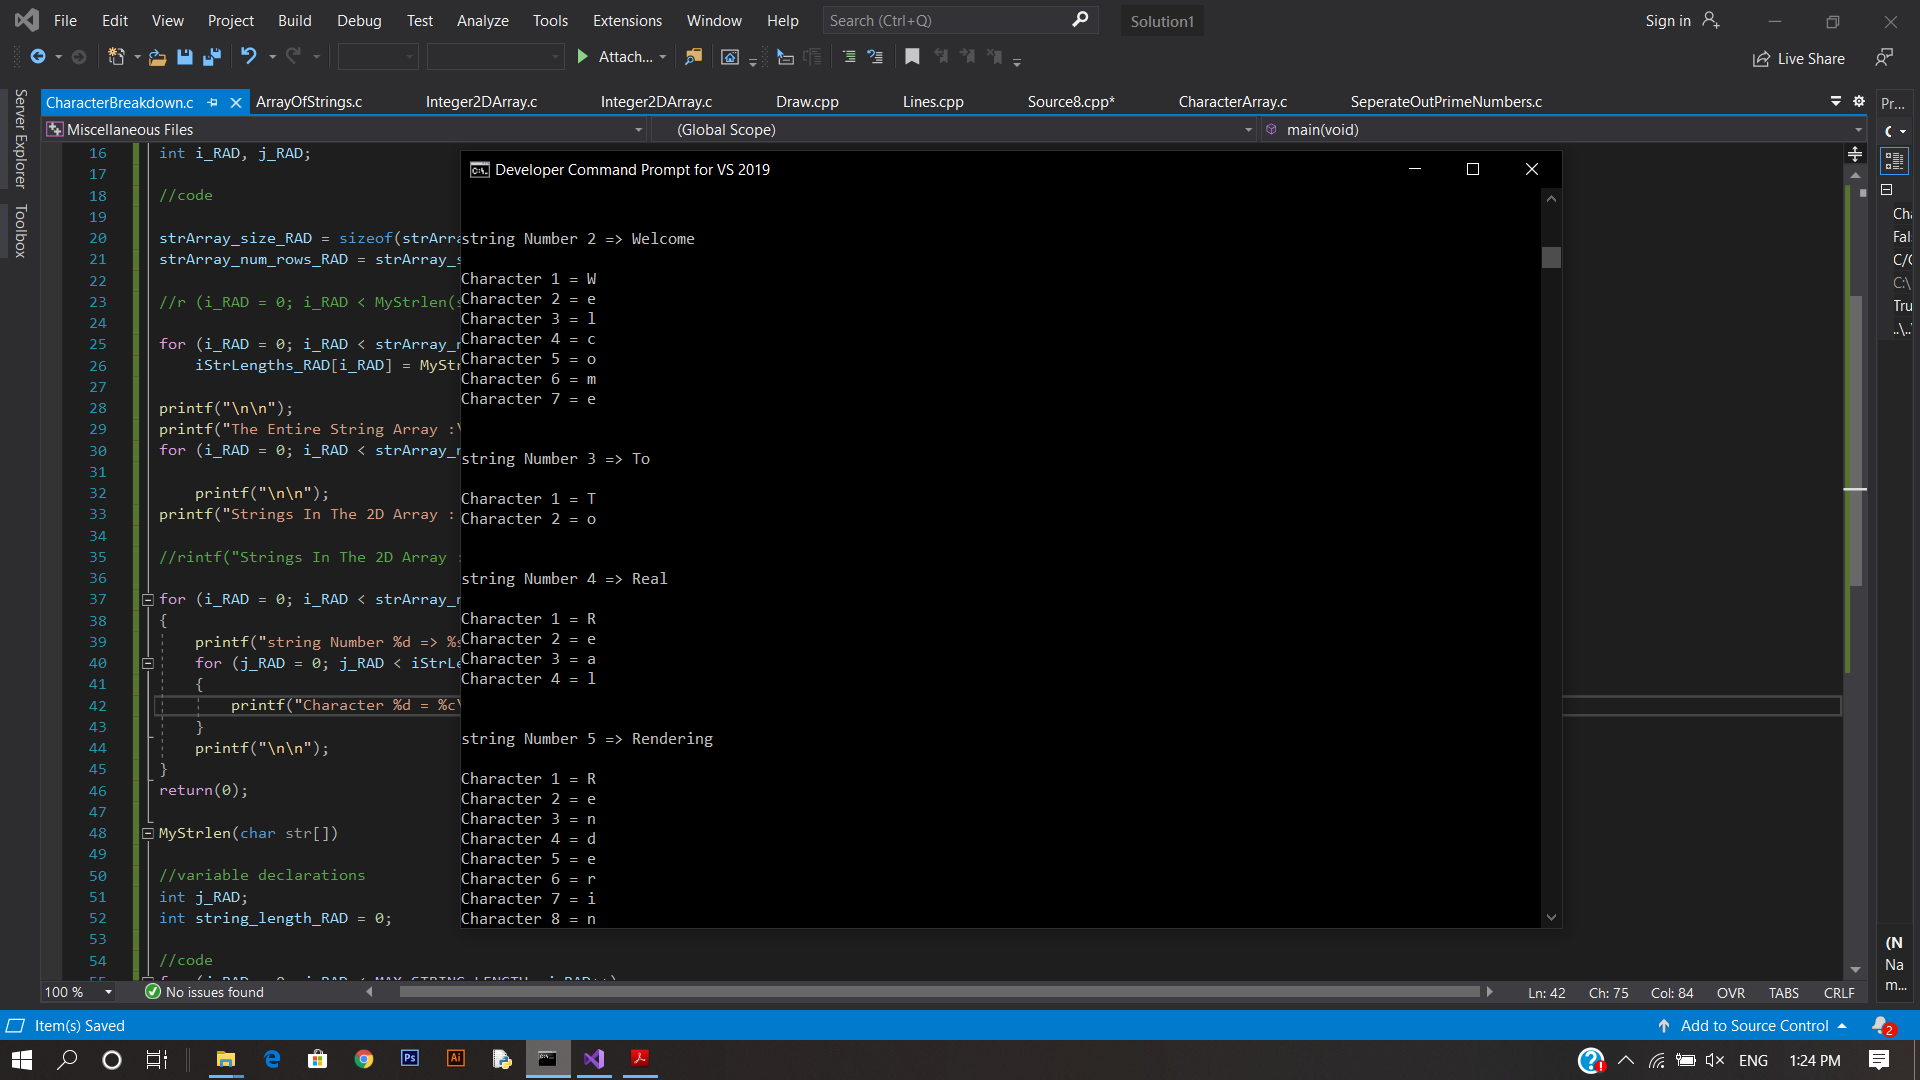 File Edit View Project Build Debug Test Analyze Tools Extensions Window Help Search (Ctrl+Q) Solution1 Sign in
Attach... Live Share
CharacterBreakdown.c ArrayOfStrings.c Integer2DArray.c Integer2DArray.c Draw.cpp Lines.cpp Source8.cpp* CharacterArray.c SeperateOutPrimeNumbers.c Pr...
Miscellaneous Files (Global Scope) main(void)
Server Explorer
Toolbox
16 int i_RAD, j_RAD;
17
18 //code
19
20 strArray_size_RAD = sizeof(strArra
21 strArray_num_rows_RAD = strArray_s
22
23 //r (i_RAD = 0; i_RAD < MyStrlen(s
24
25 for (i_RAD = 0; i_RAD < strArray_n
26 iStrLengths_RAD[i_RAD] = MyStr
27
28 printf("\n\n");
29 printf("The Entire String Array :\
30 for (i_RAD = 0; i_RAD < strArray_n
31
32 printf("\n\n");
33 printf("Strings In The 2D Array :
34
35 //rintf("Strings In The 2D Array :
36
37 for (i_RAD = 0; i_RAD < strArray_n
38 {
39 printf("string Number %d => %s
40 for (j_RAD = 0; j_RAD < iStrLe
41 {
42 printf("Character %d = %c\
43 }
44 printf("\n\n");
45 }
46 return(0);
47
48 MyStrlen(char str[])
49
50 //variable declarations
51 int j_RAD;
52 int string_length_RAD = 0;
53
54 //code
Developer Command Prompt for VS 2019
string Number 2 => Welcome
Character 1 = W
Character 2 = e
Character 3 = l
Character 4 = c
Character 5 = o
Character 6 = m
Character 7 = e
string Number 3 => To
Character 1 = T
Character 2 = o
string Number 4 => Real
Character 1 = R
Character 2 = e
Character 3 = a
Character 4 = l
string Number 5 => Rendering
Character 1 = R
Character 2 = e
Character 3 = n
Character 4 = d
Character 5 = e
Character 6 = r
Character 7 = i
Character 8 = n
Cha
Fal
C/C
C:\
Tru
..\..
(N
Na
m...
100 % No issues found Ln: 42 Ch: 75 Col: 84 OVR TABS CRLF
Item(s) Saved Add to Source Control 2
Ps Ai ENG 1:24 PM